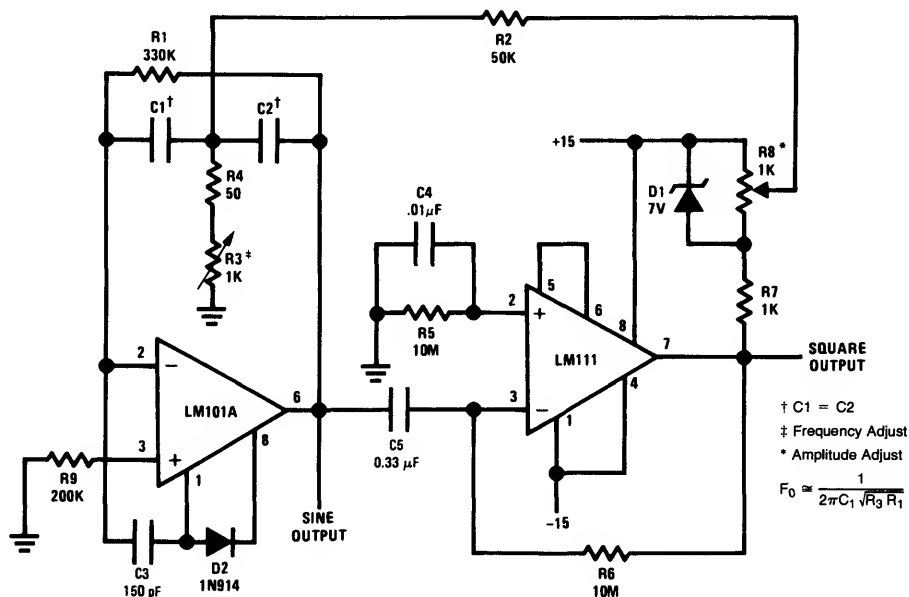 R1
330K
R2
50K
C1†
C2†
R4
50
R3‡
1K
C4
.01μF
+15
D1
7V
R8*
1K
R5
10M
2
+
5
6
8
LM111
7
3
−
1
4
R7
1K
SQUARE
OUTPUT
2
−
LM101A
6
3
+
1
8
R9
200K
C5
0.33 μF
SINE
OUTPUT
C3
150 pF
D2
1N914
−15
R6
10M
† C1 = C2
‡ Frequency Adjust
* Amplitude Adjust
F₀ ≅ 1 / 2πC₁ √R₃ R₁